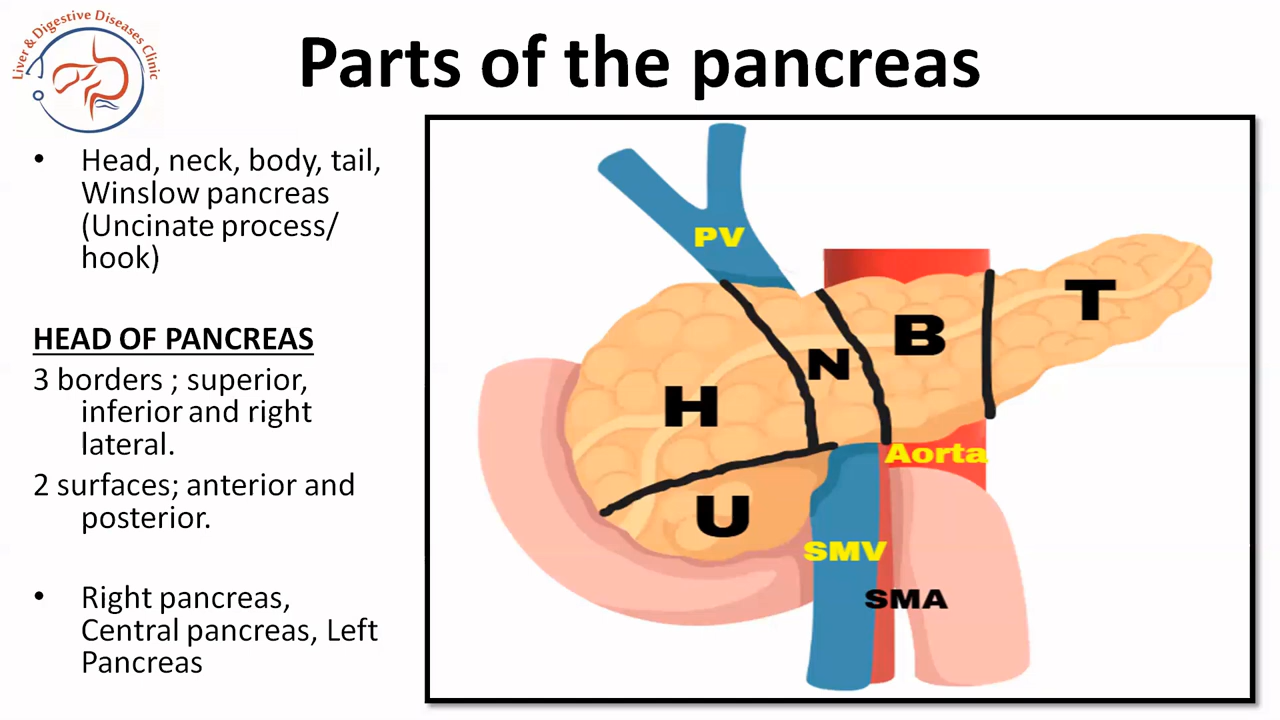 Liver & Digestive Diseases Clinic
Parts of the pancreas
• Head, neck, body, tail,
Winslow pancreas
(Uncinate process/
hook)
HEAD OF PANCREAS
3 borders ; superior,
inferior and right
lateral.
2 surfaces; anterior and
posterior.
• Right pancreas,
Central pancreas, Left
Pancreas
PV
T
B
N
H
Aorta
U
SMV
SMA